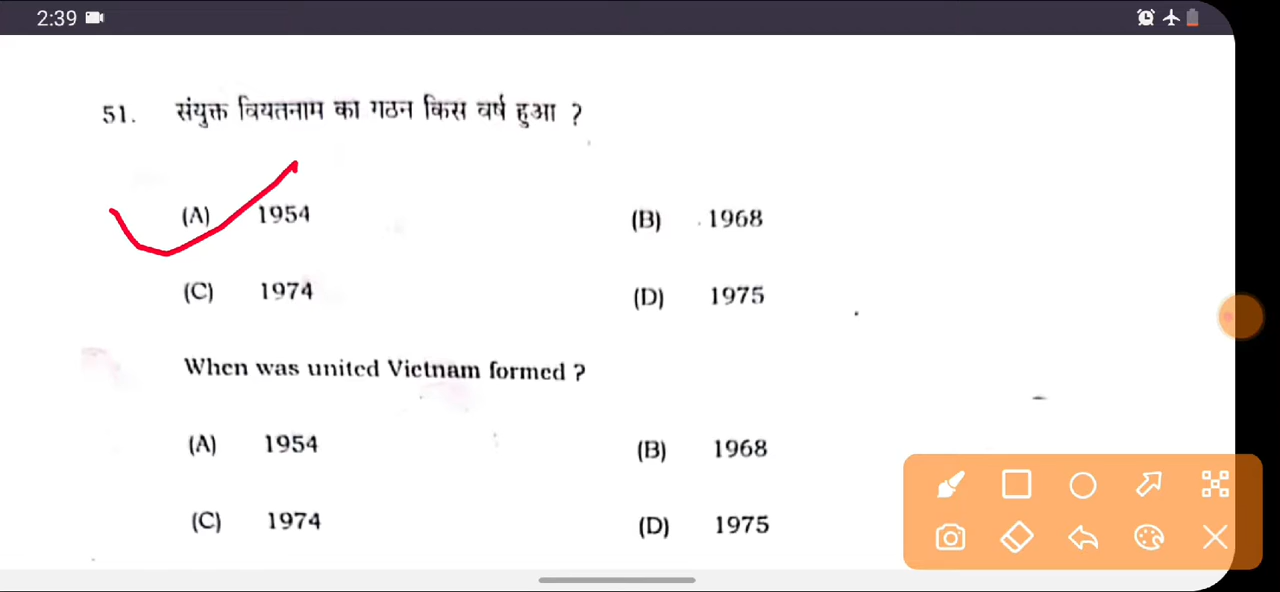 2:39
51. संयुक्त वियतनाम का गठन किस वर्ष हुआ ?
(A) 1954 (B) 1968
(C) 1974 (D) 1975
When was united Vietnam formed ?
(A) 1954 (B) 1968
(C) 1974 (D) 1975